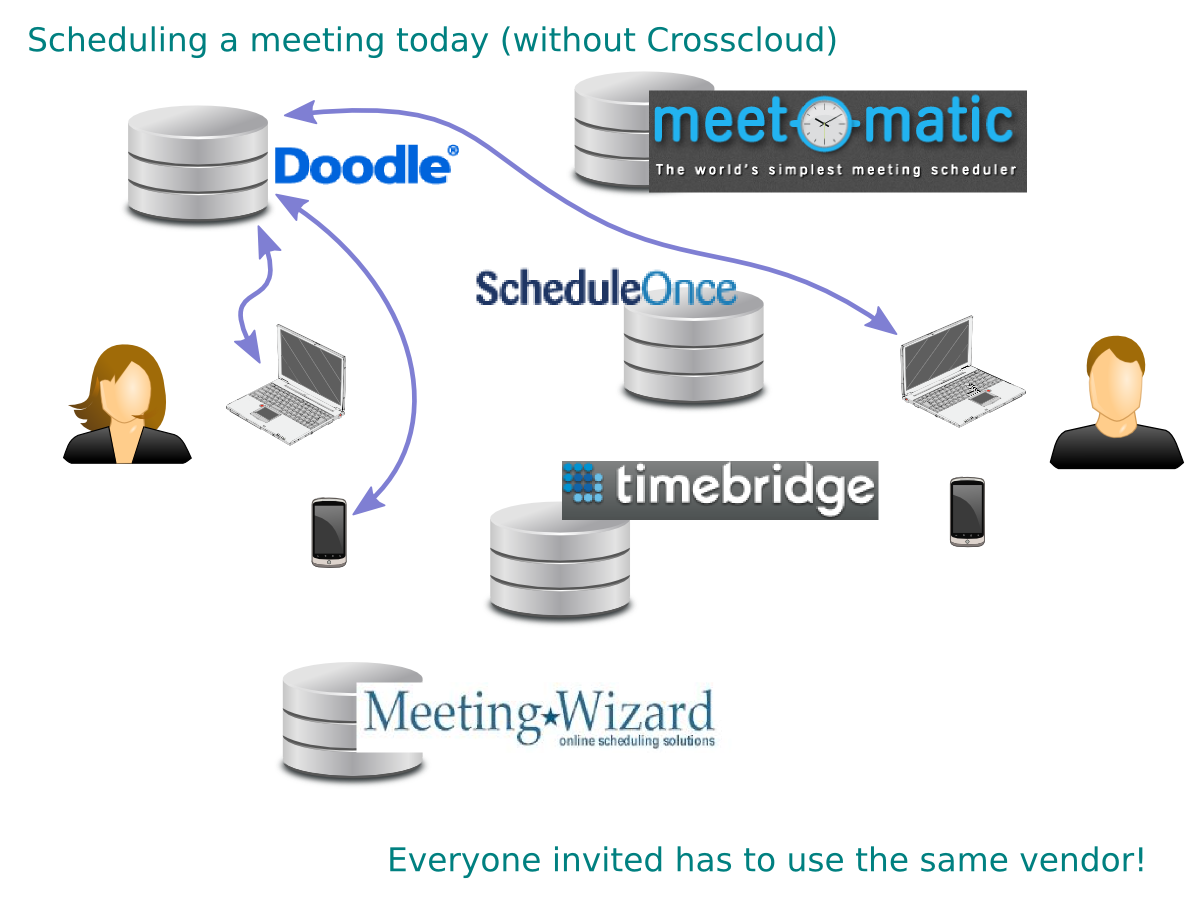 Scheduling a meeting today (without Crosscloud)
Doodle®
meet-o-matic
The world's simplest meeting scheduler
ScheduleOnce
timebridge
Meeting★Wizard
online scheduling solutions
Everyone invited has to use the same vendor!